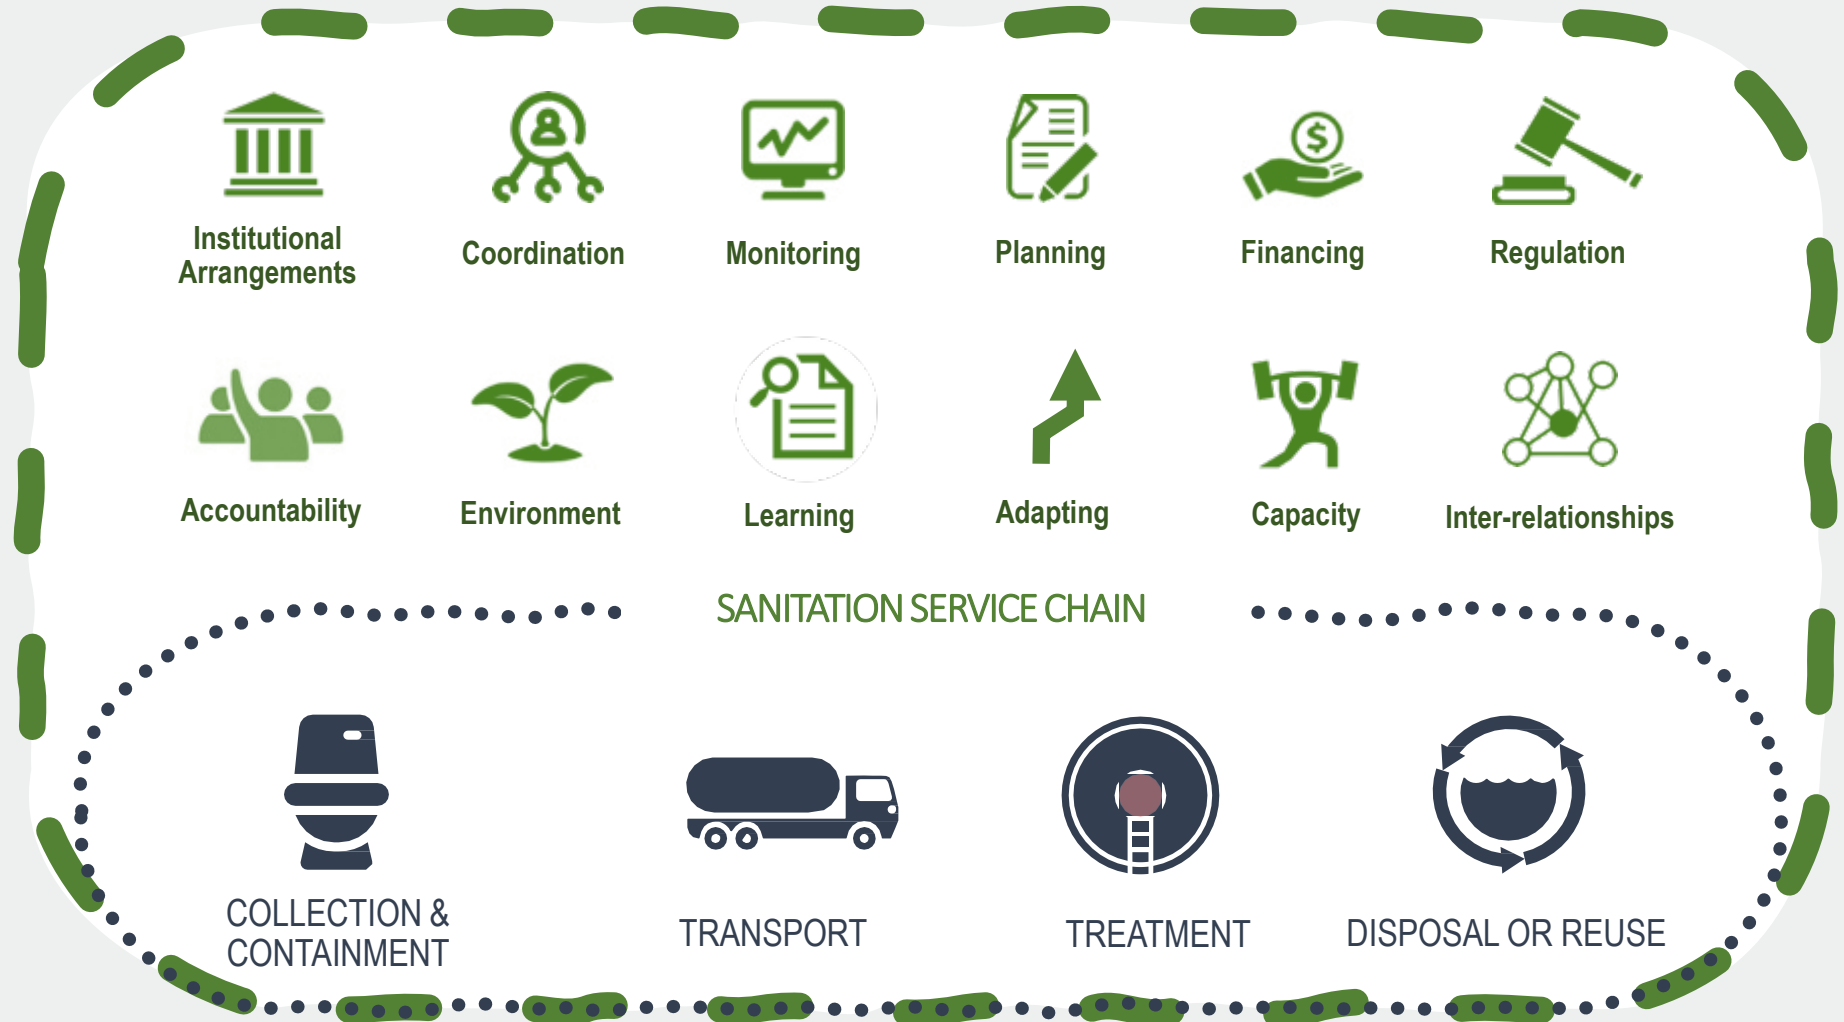 Institutional
Arrangements
Coordination
Monitoring
Planning
Financing
Regulation
Accountability
Environment
Learning
Adapting
Capacity
Inter-relationships
SANITATION SERVICE CHAIN
COLLECTION &
CONTAINMENT
TRANSPORT
TREATMENT
DISPOSAL OR REUSE